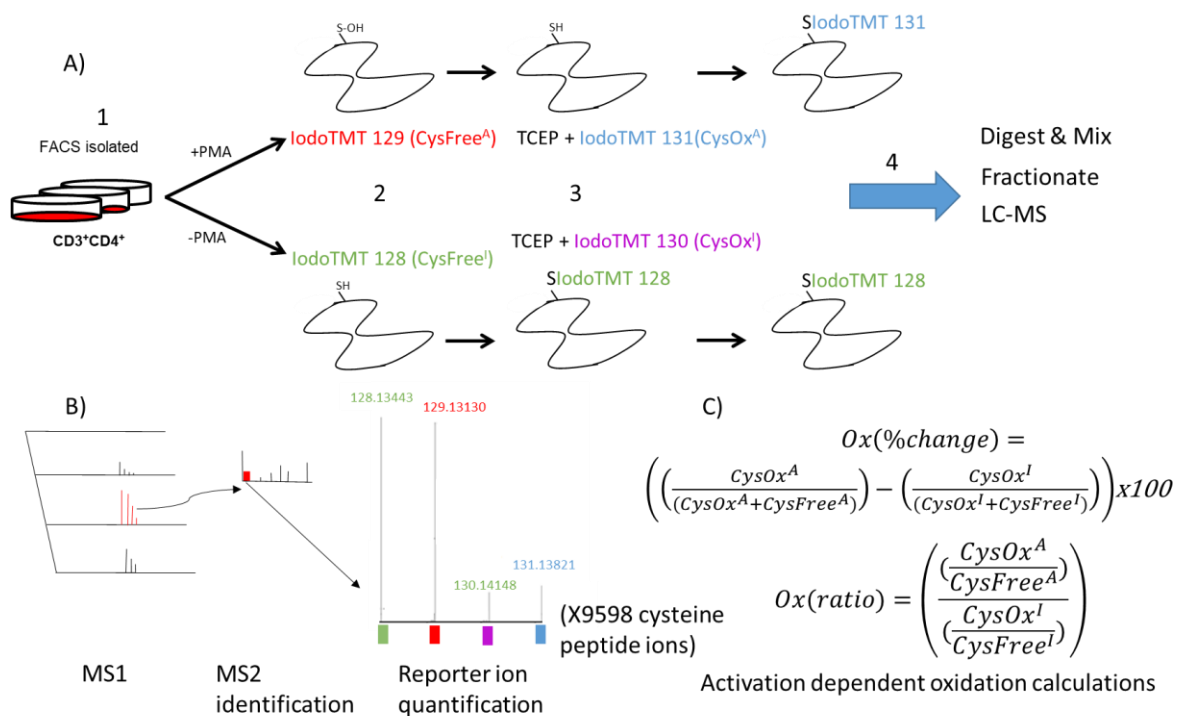 A)
1
FACS isolated
CD3⁺CD4⁺
+PMA
-PMA
S-OH
SH
SIodoTMT 131
IodoTMT 129 (CysFreeᴬ)
TCEP + IodoTMT 131(CysOxᴬ)
2
3
TCEP + IodoTMT 130 (CysOxᴵ)
IodoTMT 128 (CysFreeᴵ)
SH
SIodoTMT 128
SIodoTMT 128
4
Digest & Mix
Fractionate
LC-MS
B)
128.13443
129.13130
130.14148
131.13821
(X9598 cysteine
peptide ions)
MS1
MS2
identification
Reporter ion
quantification
C)
Ox(%change) =
((CysOxᴬ/(CysOxᴬ+CysFreeᴬ)) − (CysOxᴵ/(CysOxᴵ+CysFreeᴵ)))x100
Ox(ratio) = ((CysOxᴬ/CysFreeᴬ)/(CysOxᴵ/CysFreeᴵ))
Activation dependent oxidation calculations